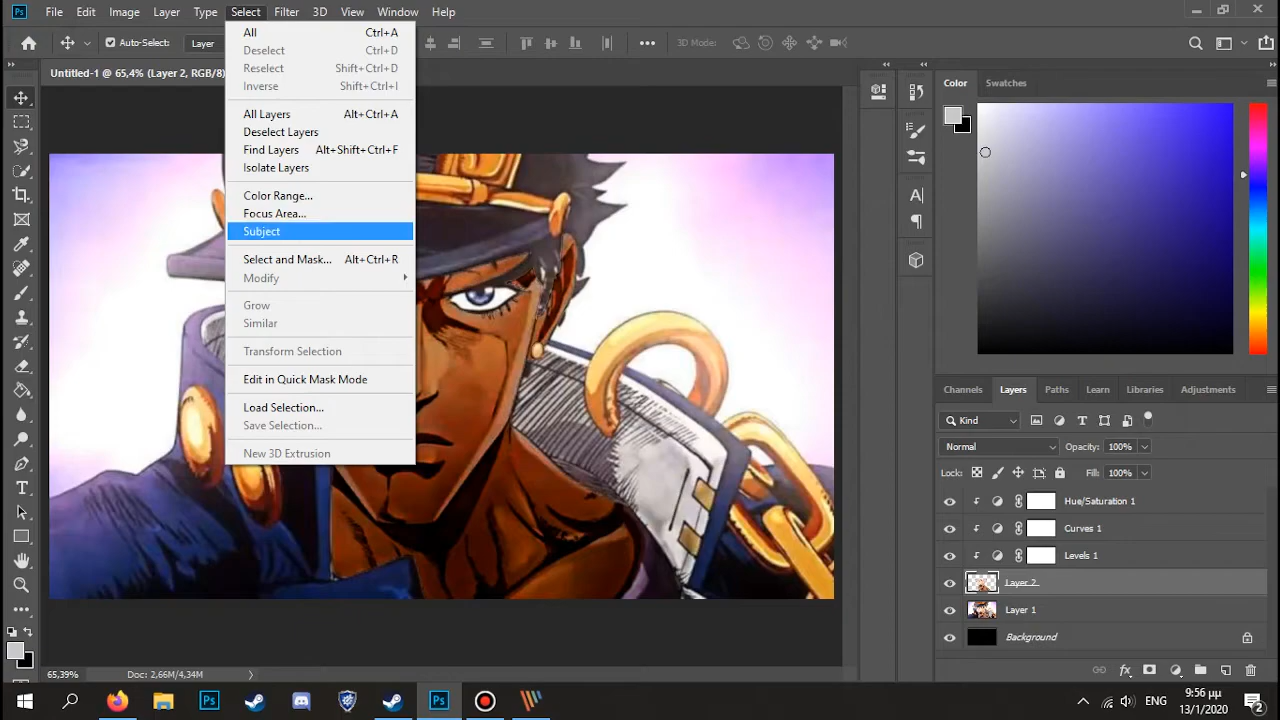 Ps File Edit Image Layer Type Select Filter 3D View Window Help
Auto-Select: Layer 3D Mode:
Untitled-1 @ 65,4% (Layer 2, RGB/8)
All Ctrl+A
Deselect Ctrl+D
Reselect Shift+Ctrl+D
Inverse Shift+Ctrl+I
All Layers Alt+Ctrl+A
Deselect Layers
Find Layers Alt+Shift+Ctrl+F
Isolate Layers
Color Range...
Focus Area...
Subject
Select and Mask... Alt+Ctrl+R
Modify
Grow
Similar
Transform Selection
Edit in Quick Mask Mode
Load Selection...
Save Selection...
New 3D Extrusion
Color Swatches
Channels Layers Paths Learn Libraries Adjustments
Kind
Normal Opacity: 100%
Lock: Fill: 100%
Hue/Saturation 1
Curves 1
Levels 1
Layer 2
Layer 1
Background
65,39% Doc: 2,66M/4,34M
Ps Ps ΕΝG 9:56 μμ
13/1/2020 2